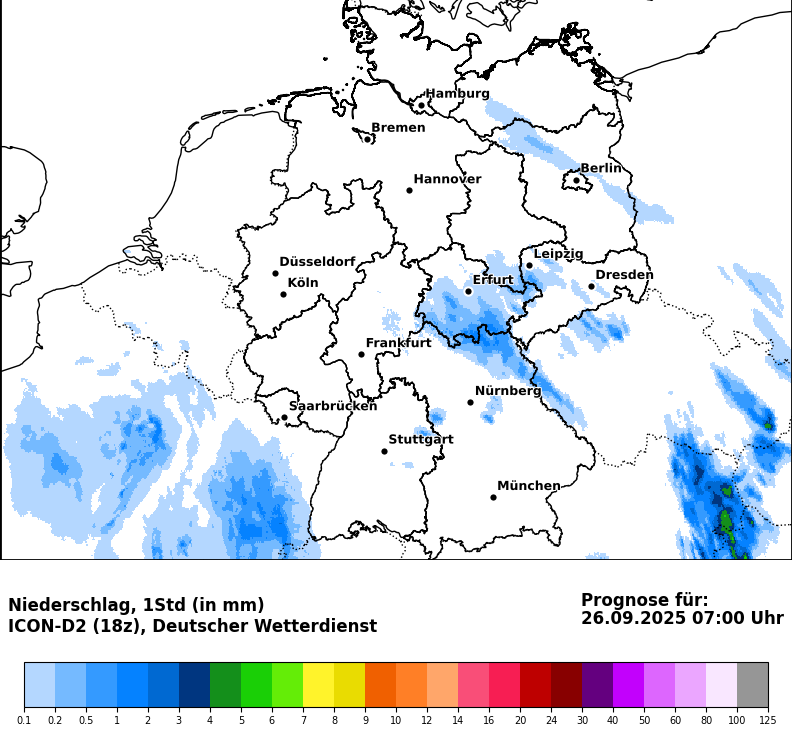 Hamburg
Bremen
Berlin
Hannover
Leipzig
Düsseldorf
Dresden
Erfurt
Köln
Frankfurt
Nürnberg
Saarbrücken
Stuttgart
München
Niederschlag, 1Std (in mm)
ICON-D2 (18z), Deutscher Wetterdienst
Prognose für:
26.09.2025 07:00 Uhr
0.1 0.2 0.5 1 2 3 4 5 6 7 8 9 10 12 14 16 20 24 30 40 50 60 80 100 125